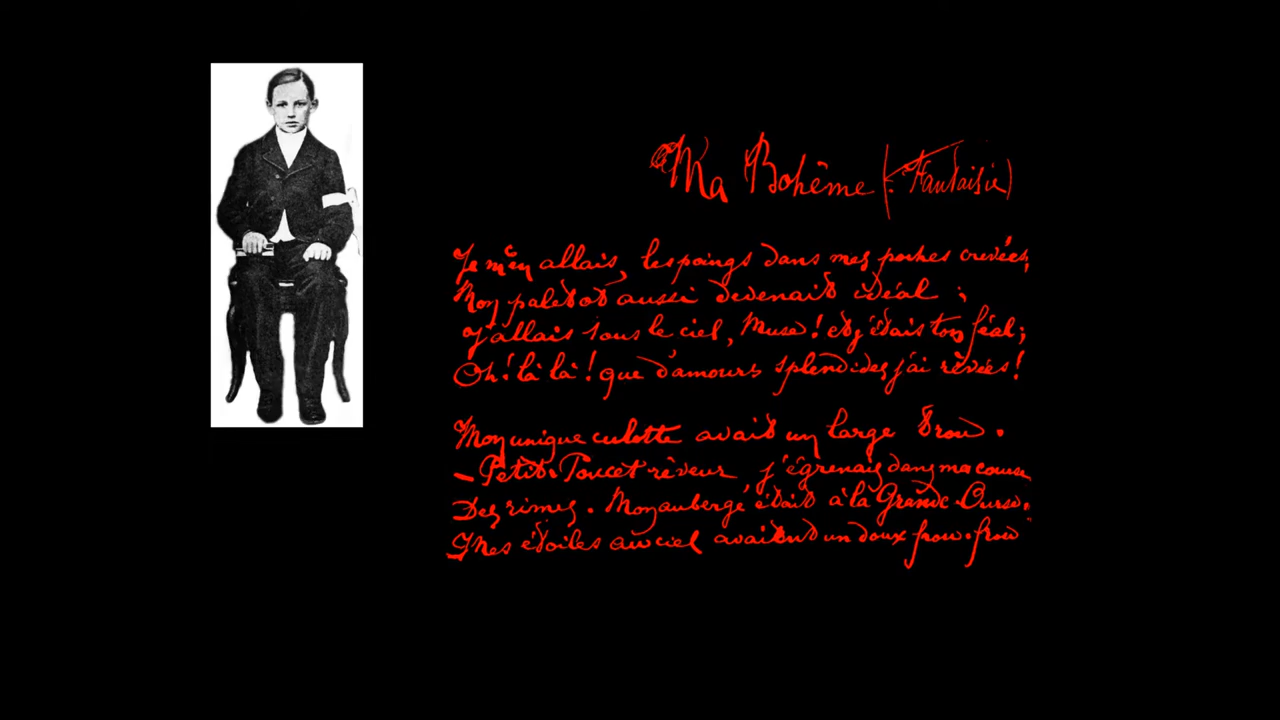 Ma Bohême (Fantaisie)
Je m'en allais, les poings dans mes poches crevées,
Mon paletot aussi devenait idéal ;
J'allais sous le ciel, Muse ! et j'étais ton féal ;
Oh ! là là ! que d'amours splendides j'ai rêvées !
Mon unique culotte avait un large trou .
– Petit-Poucet rêveur, j'égrenais dans ma course
Des rimes . Mon auberge était à la Grande-Ourse .
– Mes étoiles au ciel avaient un doux frou-frou